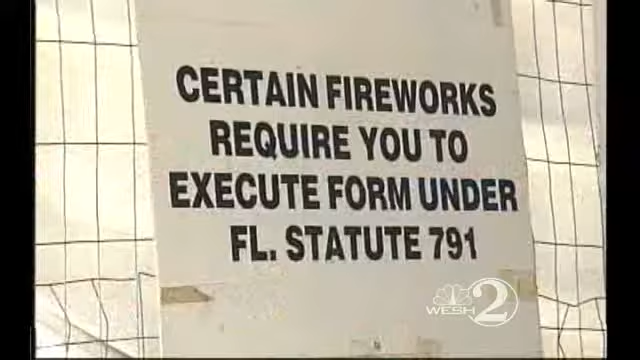 CERTAIN FIREWORKS
REQUIRE YOU TO
EXECUTE FORM UNDER
FL. STATUTE 791
WESH 2